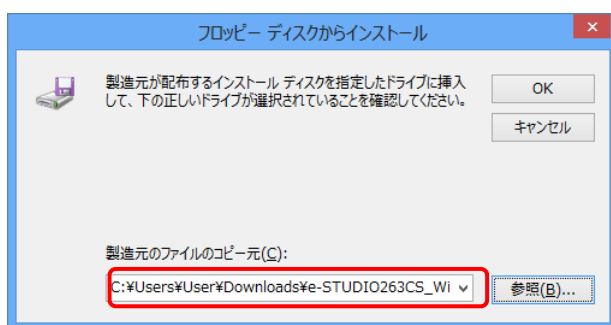 フロッピー ディスクからインストール
製造元が配布するインストール ディスクを指定したドライブに挿入
して、下の正しいドライブが選択されていることを確認してください。
OK
キャンセル
製造元のファイルのコピー元(C):
C:¥Users¥User¥Downloads¥e-STUDIO263CS_Wi
参照(B)...